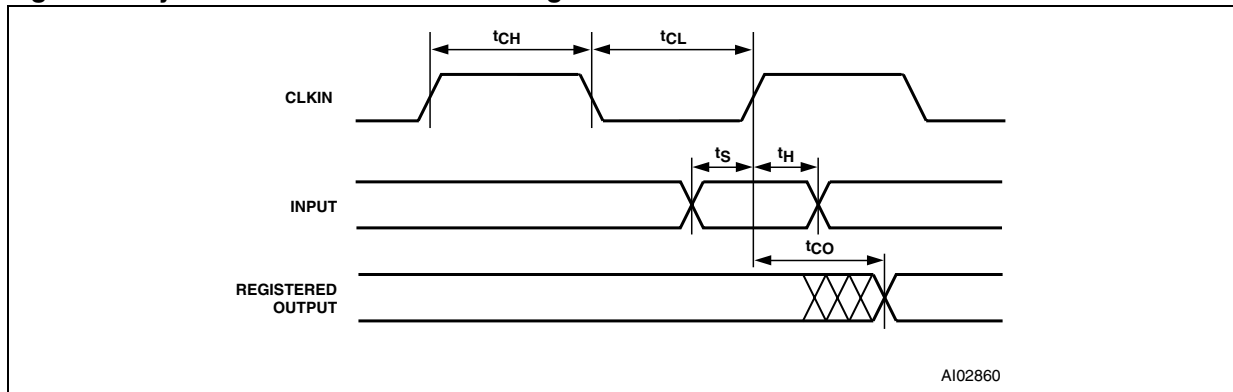 tCH
tCL
CLKIN
tS
tH
INPUT
tCO
REGISTERED
OUTPUT
AI02860